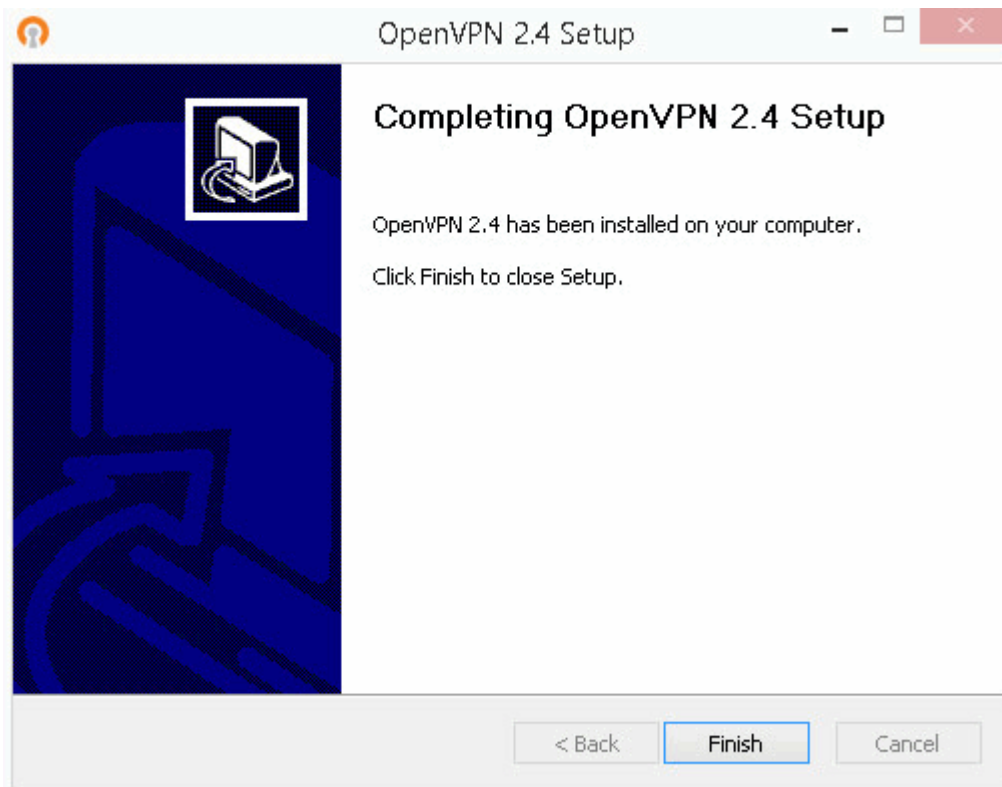 OpenVPN 2.4 Setup
Completing OpenVPN 2.4 Setup
OpenVPN 2.4 has been installed on your computer.
Click Finish to close Setup.
< Back
Finish
Cancel